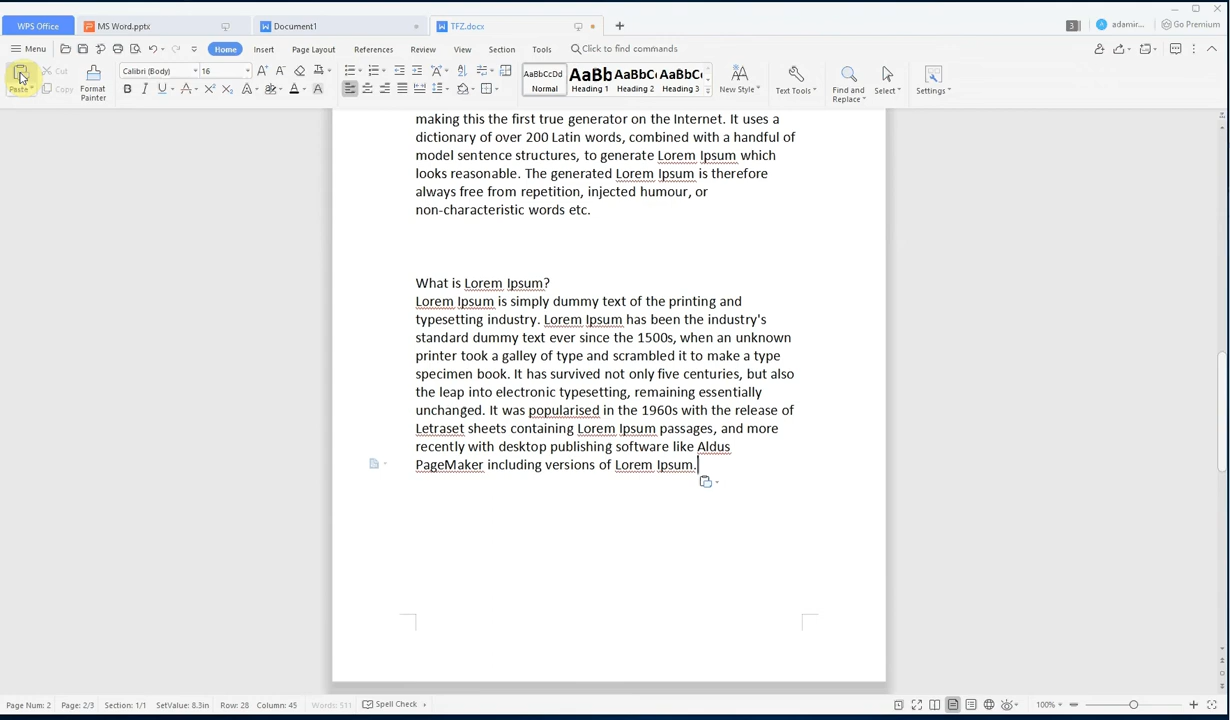 WPS Office MS Word.pptx Document1 TFZ.docx 3 adamir... Go Premium
Menu Home Insert Page Layout References Review View Section Tools Click to find commands
Paste Cut Copy Format Painter Calibri (Body) 16 AaBbCcDd Normal AaBb Heading 1 AaBbC Heading 2 AaBbC Heading 3 New Style Text Tools Find and Replace Select Settings
making this the first true generator on the Internet. It uses a
dictionary of over 200 Latin words, combined with a handful of
model sentence structures, to generate Lorem Ipsum which
looks reasonable. The generated Lorem Ipsum is therefore
always free from repetition, injected humour, or
non-characteristic words etc.
What is Lorem Ipsum?
Lorem Ipsum is simply dummy text of the printing and
typesetting industry. Lorem Ipsum has been the industry's
standard dummy text ever since the 1500s, when an unknown
printer took a galley of type and scrambled it to make a type
specimen book. It has survived not only five centuries, but also
the leap into electronic typesetting, remaining essentially
unchanged. It was popularised in the 1960s with the release of
Letraset sheets containing Lorem Ipsum passages, and more
recently with desktop publishing software like Aldus
PageMaker including versions of Lorem Ipsum.
Page Num: 2 Page: 2/3 Section: 1/1 SetValue: 8.3in Row: 28 Column: 45 Words: 511 Spell Check 100%